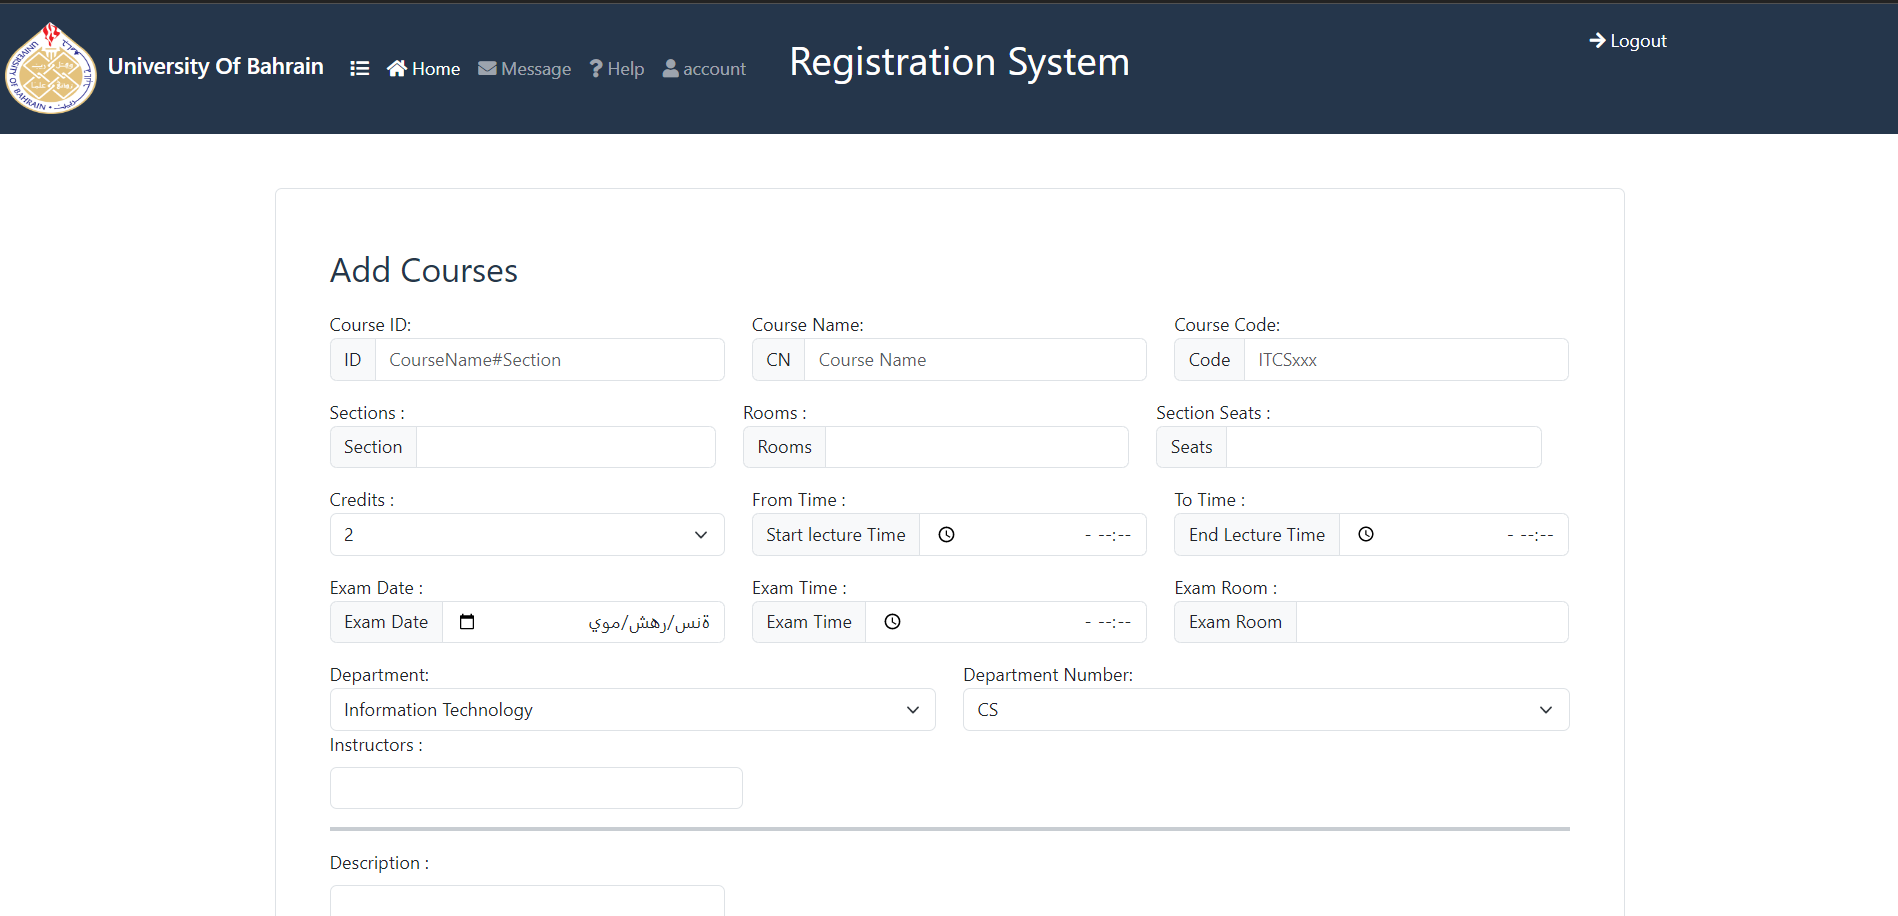 University Of Bahrain Home Message ? Help account Registration System Logout
UNIVERSITY OF BAHRAIN
Add Courses
Course ID: Course Name: Course Code:
ID CourseName#Section CN Course Name Code ITCSxxx
Sections : Rooms : Section Seats :
Section Rooms Seats
Credits : From Time : To Time :
2 Start lecture Time - --:-- End Lecture Time - --:--
Exam Date : Exam Time : Exam Room :
Exam Date ةنس/رهش/موي Exam Time - --:-- Exam Room
Department: Department Number:
Information Technology CS
Instructors :
Description :